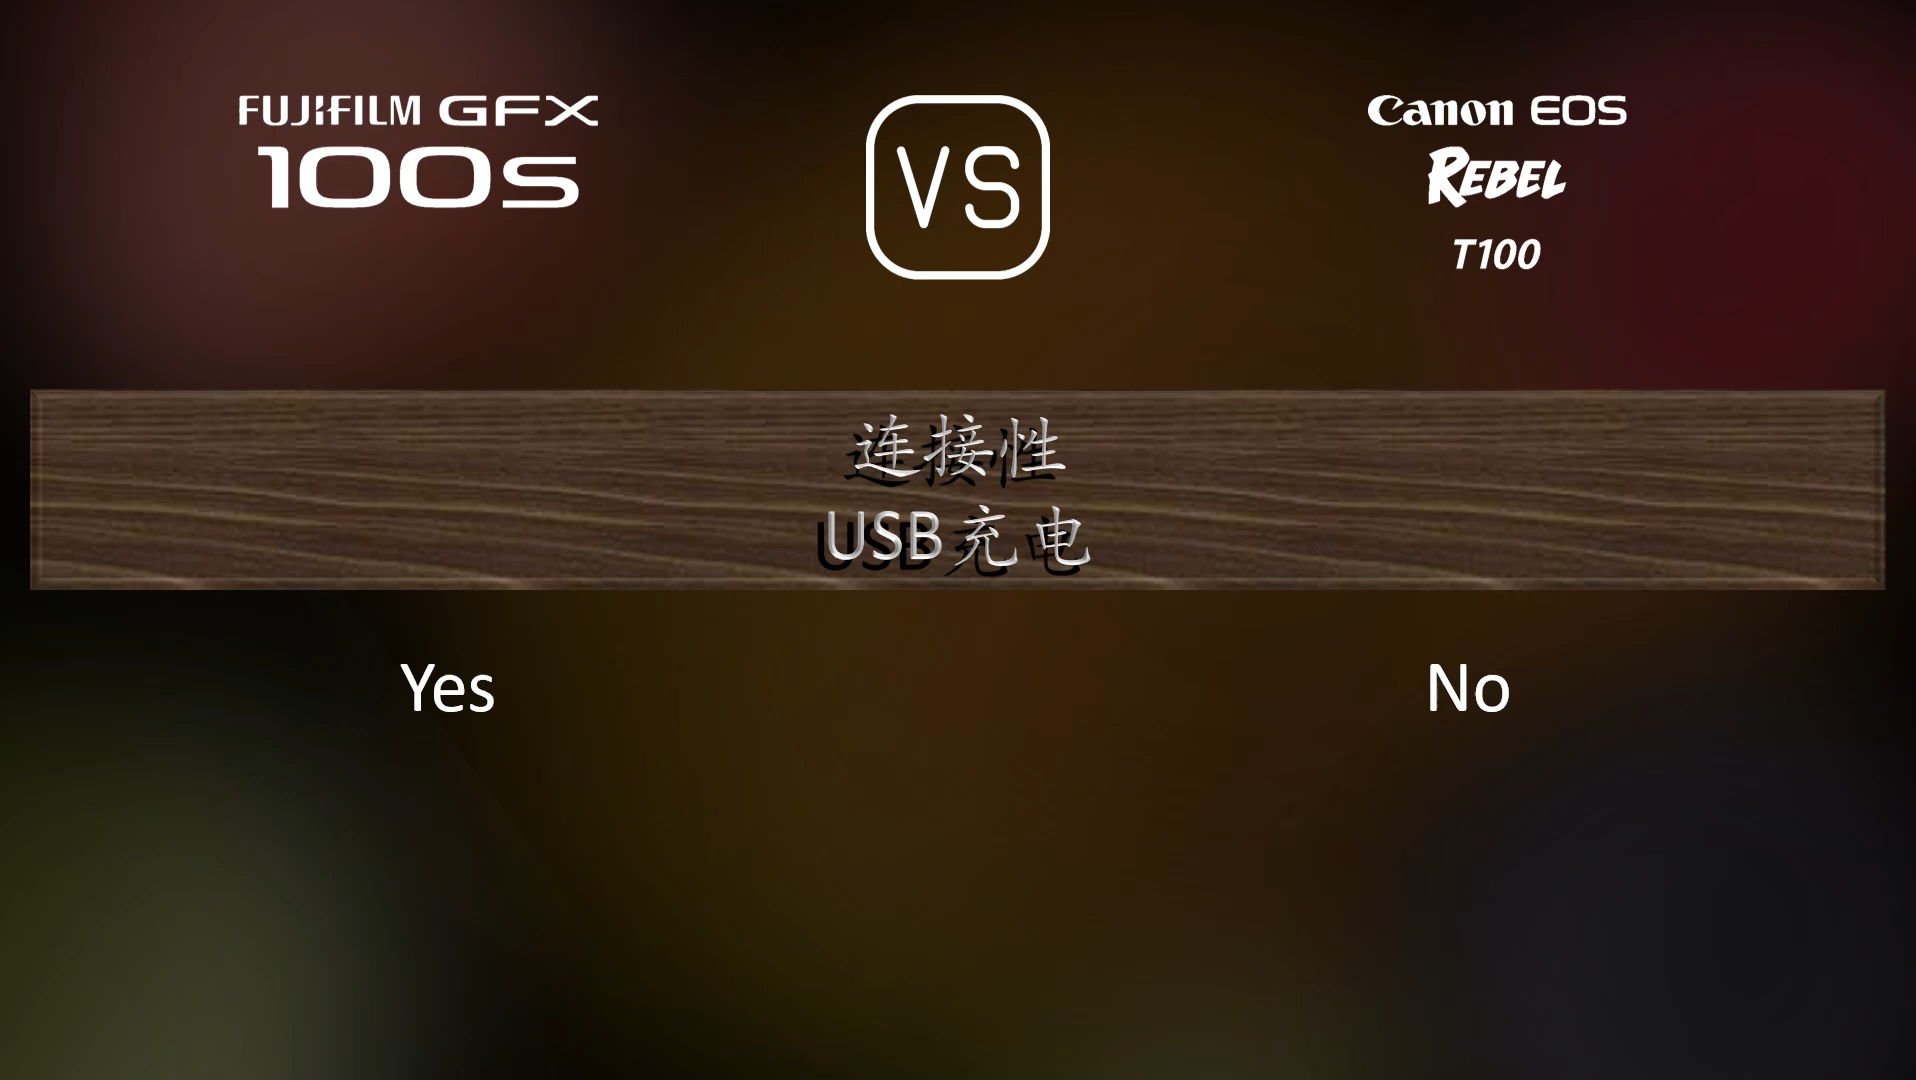 FUJIFILM GFX
100S
VS
Canon EOS
REBEL
T100
连接性
USB充电
Yes
No